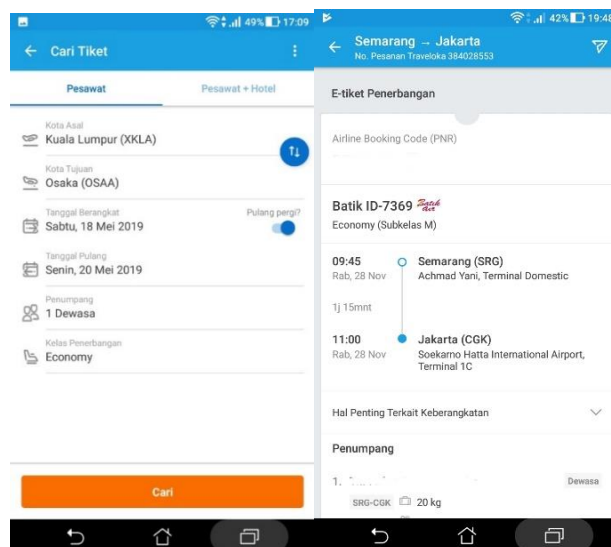 49% 17:09
Cari Tiket
Pesawat
Pesawat + Hotel
Kota Asal
Kuala Lumpur (XKLA)
Kota Tujuan
Osaka (OSAA)
Tanggal Berangkat
Pulang pergi?
Sabtu, 18 Mei 2019
Tanggal Pulang
Senin, 20 Mei 2019
Penumpang
1 Dewasa
Kelas Penerbangan
Economy
Cari
42% 19:48
Semarang → Jakarta
No. Pesanan Traveloka 384028553
E-tiket Penerbangan
Airline Booking Code (PNR)
Batik ID-7369 Batik Air
Economy (Subkelas M)
09:45 Semarang (SRG)
Rab, 28 Nov Achmad Yani, Terminal Domestic
1j 15mnt
11:00 Jakarta (CGK)
Rab, 28 Nov Soekarno Hatta International Airport,
Terminal 1C
Hal Penting Terkait Keberangkatan
Penumpang
1. Dewasa
SRG-CGK 20 kg